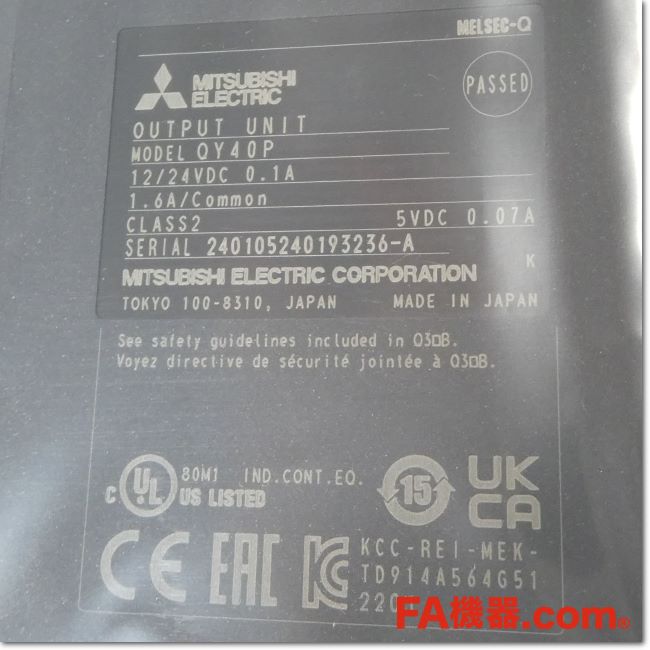 MELSEC-Q
MITSUBISHI
ELECTRIC
PASSED
OUTPUT UNIT
MODEL QY40P
12/24VDC 0.1A
1.6A/Common
CLASS2 5VDC 0.07A
SERIAL 240105240193236-A
K
MITSUBISHI ELECTRIC CORPORATION
TOKYO 100-8310, JAPAN MADE IN JAPAN
See safety guidelines included in Q3□B.
Voyez directive de sécurité jointée à Q3□B.
C UL US LISTED
80M1 IND.CONT.EQ.
15
UK
CA
CE EAC KC
KCC-REI-MEK-
TD914A564G51
220
FA機器.com®